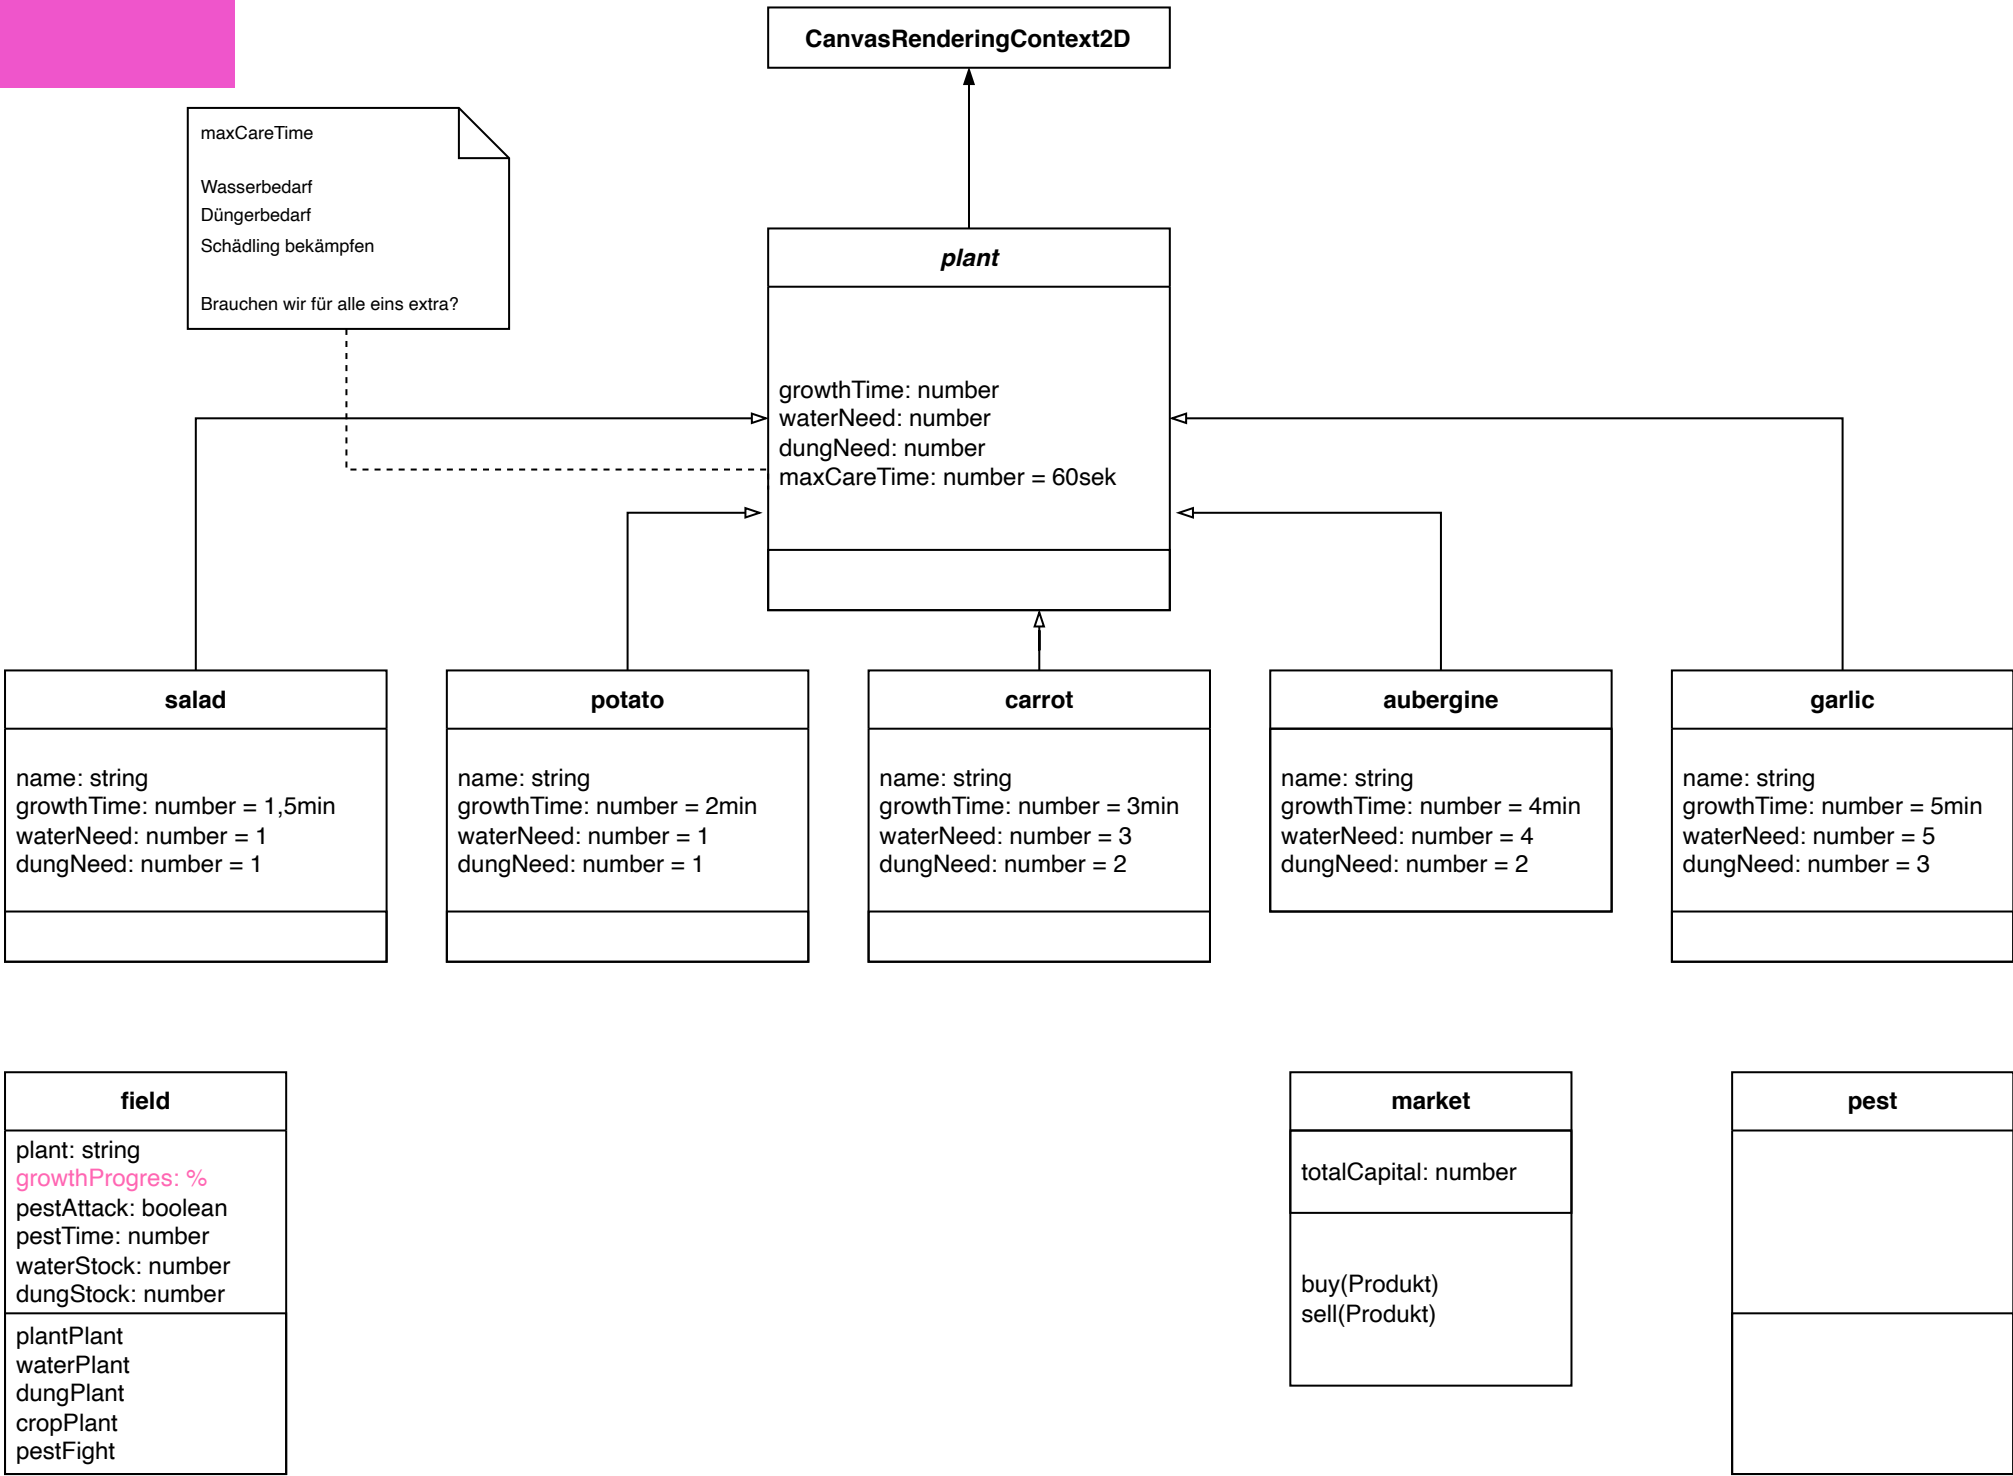 CanvasRenderingContext2D
maxCareTime
Wasserbedarf
Düngerbedarf
Schädling bekämpfen
Brauchen wir für alle eins extra?
plant
growthTime: number
waterNeed: number
dungNeed: number
maxCareTime: number = 60sek
salad
name: string
growthTime: number = 1,5min
waterNeed: number = 1
dungNeed: number = 1
potato
name: string
growthTime: number = 2min
waterNeed: number = 1
dungNeed: number = 1
carrot
name: string
growthTime: number = 3min
waterNeed: number = 3
dungNeed: number = 2
aubergine
name: string
growthTime: number = 4min
waterNeed: number = 4
dungNeed: number = 2
garlic
name: string
growthTime: number = 5min
waterNeed: number = 5
dungNeed: number = 3
field
plant: string
growthProgres: %
pestAttack: boolean
pestTime: number
waterStock: number
dungStock: number
plantPlant
waterPlant
dungPlant
cropPlant
pestFight
market
totalCapital: number
buy(Produkt)
sell(Produkt)
pest